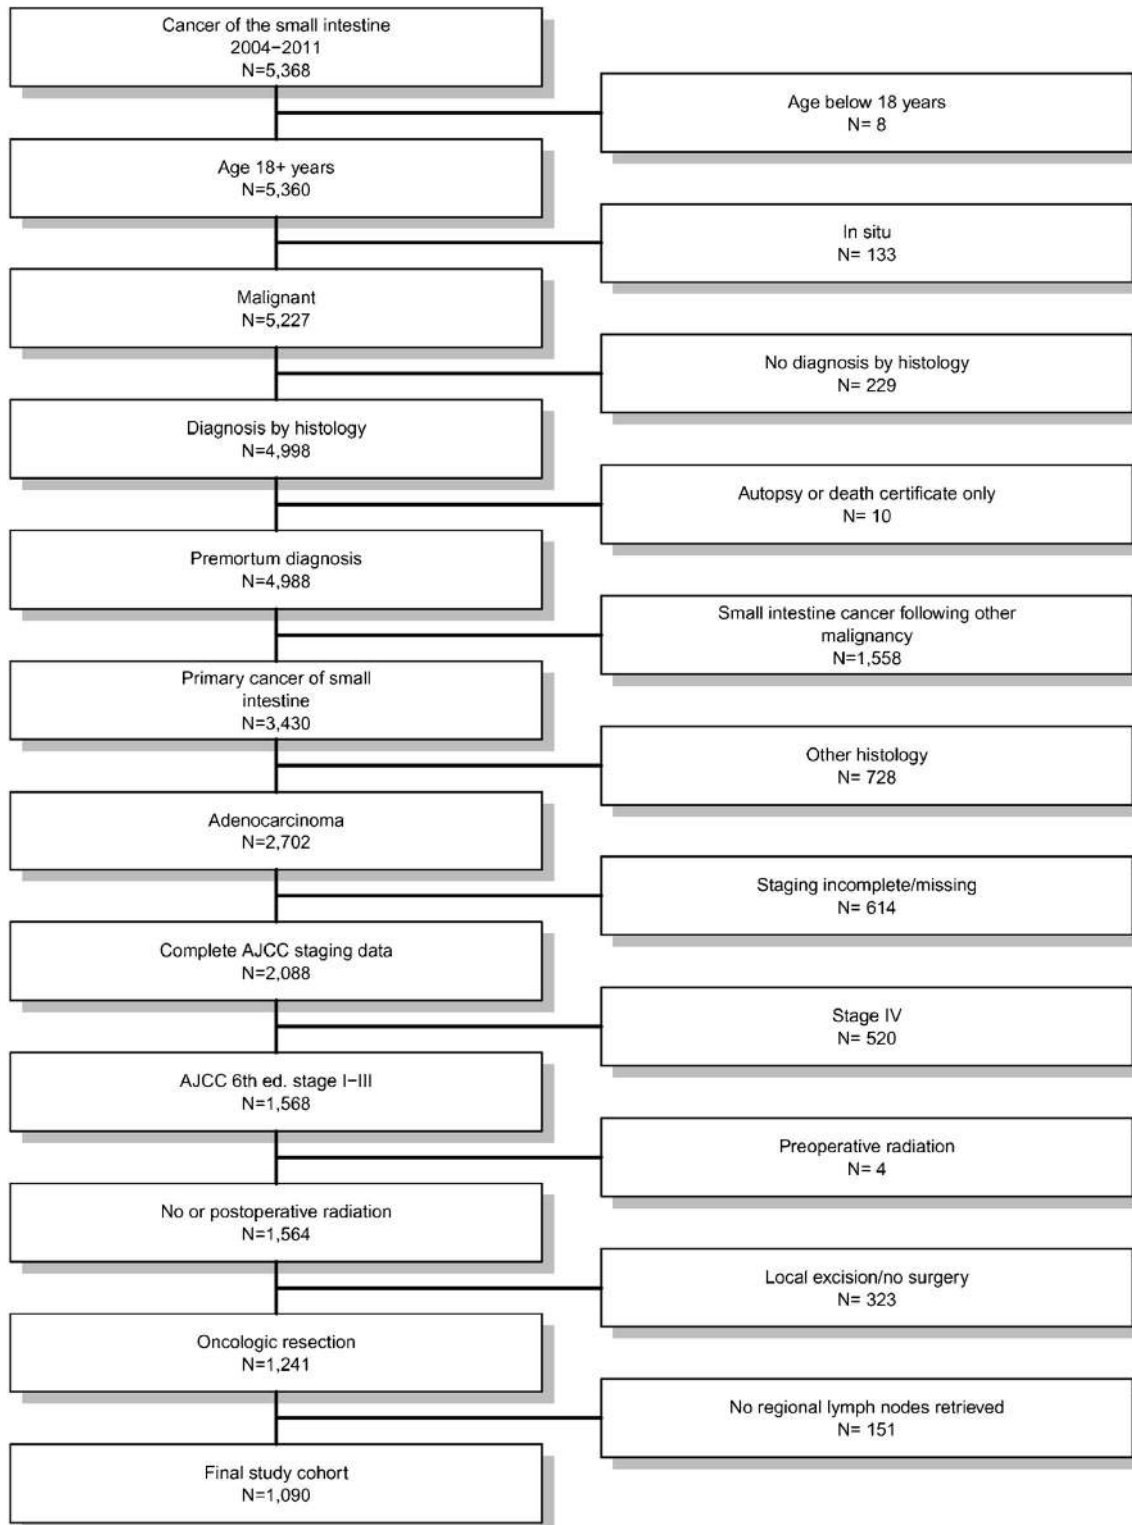 Cancer of the small intestine
2004−2011
N=5,368
Age below 18 years
N= 8
Age 18+ years
N=5,360
In situ
N= 133
Malignant
N=5,227
No diagnosis by histology
N= 229
Diagnosis by histology
N=4,998
Autopsy or death certificate only
N= 10
Premortum diagnosis
N=4,988
Small intestine cancer following other
malignancy
N=1,558
Primary cancer of small
intestine
N=3,430
Other histology
N= 728
Adenocarcinoma
N=2,702
Staging incomplete/missing
N= 614
Complete AJCC staging data
N=2,088
Stage IV
N= 520
AJCC 6th ed. stage I−III
N=1,568
Preoperative radiation
N= 4
No or postoperative radiation
N=1,564
Local excision/no surgery
N= 323
Oncologic resection
N=1,241
No regional lymph nodes retrieved
N= 151
Final study cohort
N=1,090